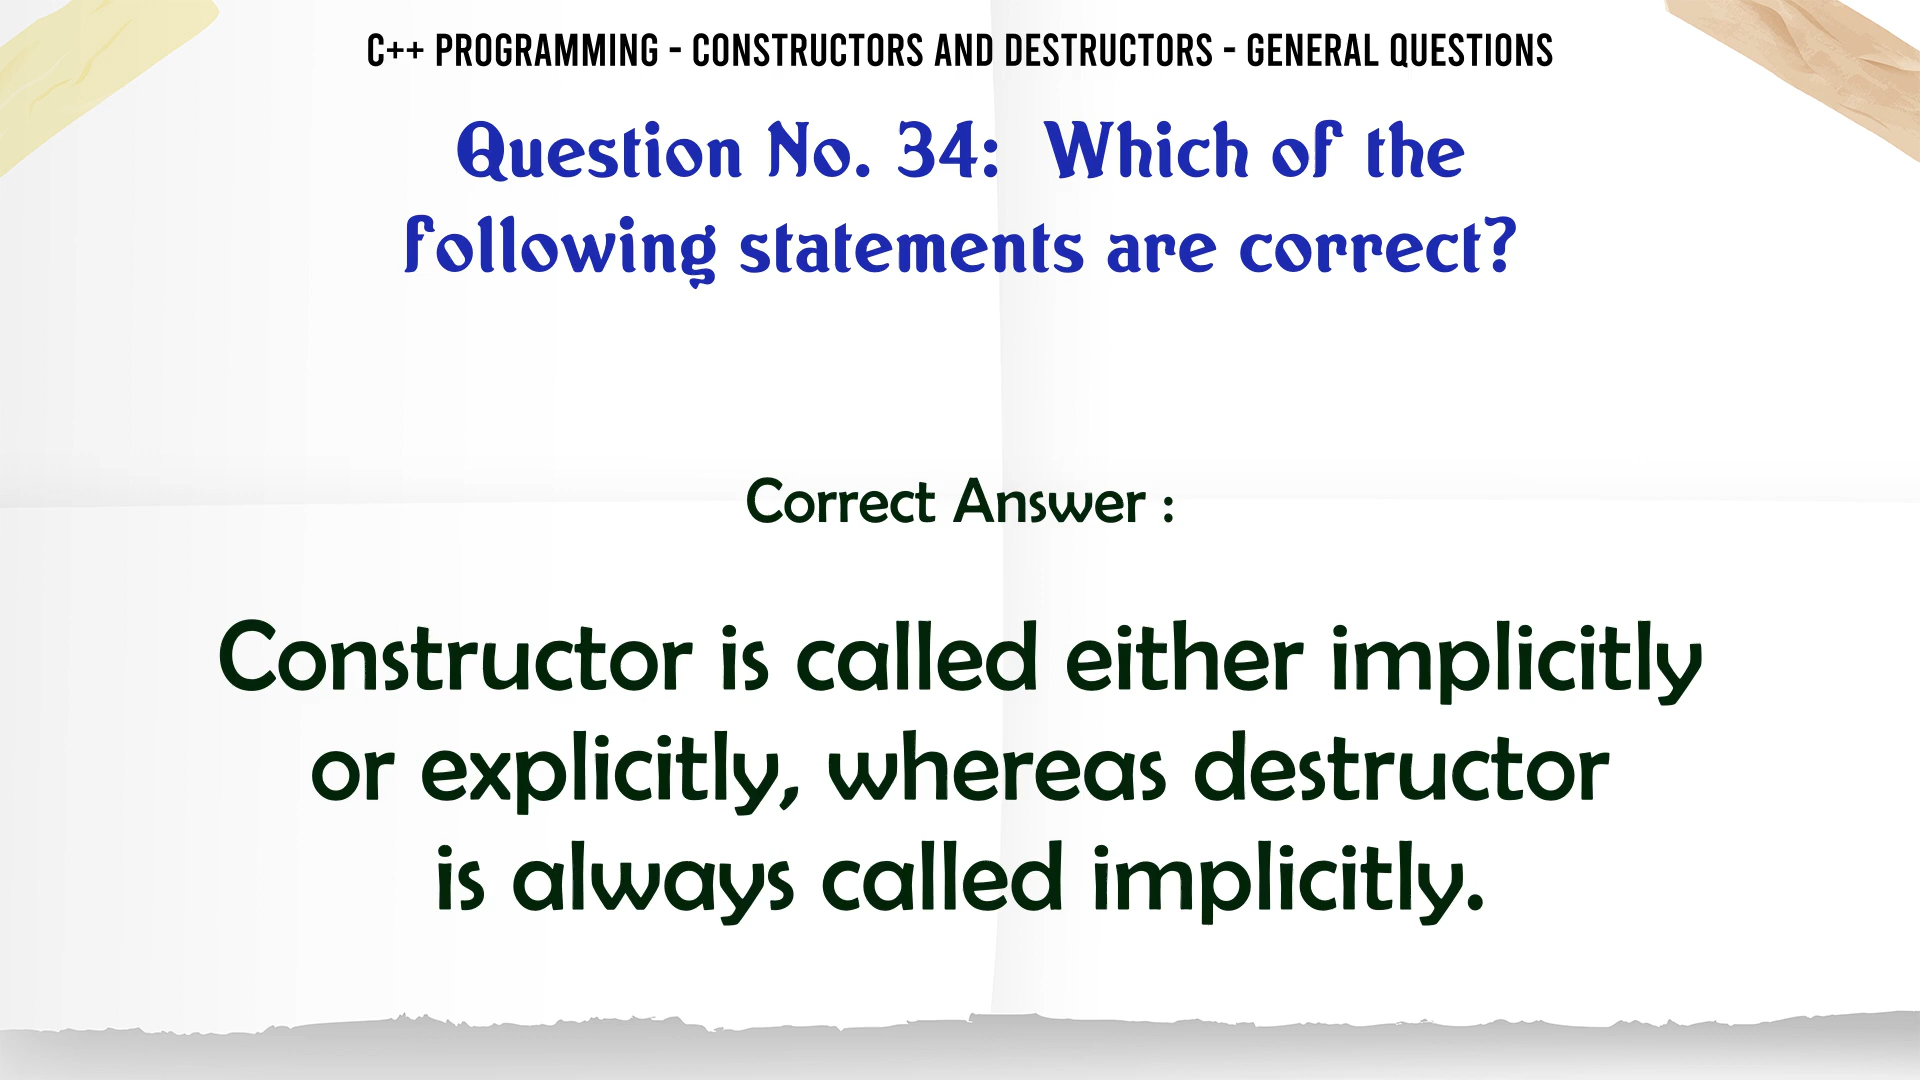 C++ PROGRAMMING - CONSTRUCTORS AND DESTRUCTORS - GENERAL QUESTIONS
Question No. 34: Which of the
following statements are correct?
Correct Answer :
Constructor is called either implicitly
or explicitly, whereas destructor
is always called implicitly.